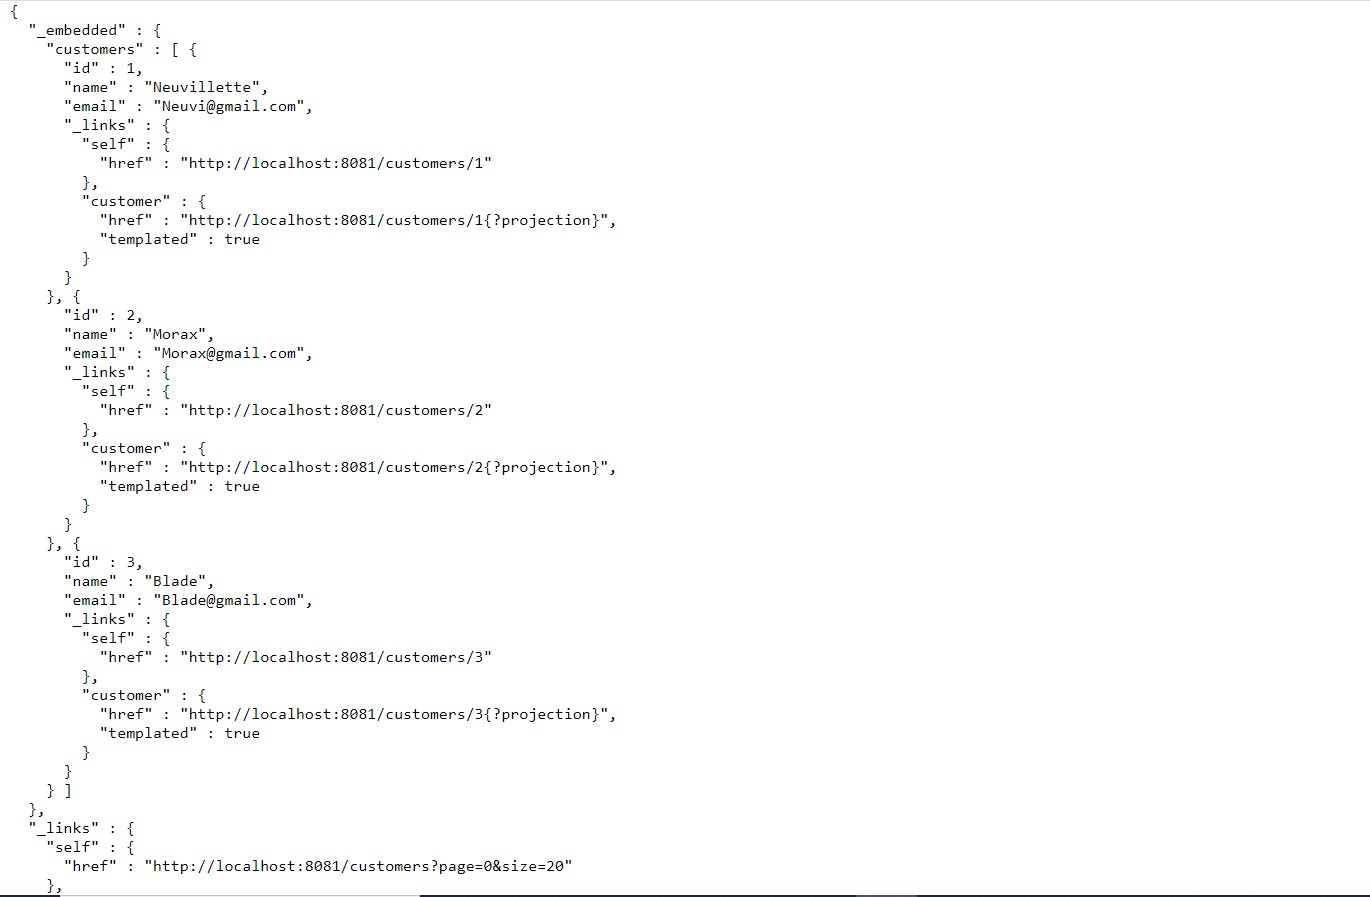 {
  "_embedded" : {
    "customers" : [ {
      "id" : 1,
      "name" : "Neuvillette",
      "email" : "Neuvi@gmail.com",
      "_links" : {
        "self" : {
          "href" : "http://localhost:8081/customers/1"
        },
        "customer" : {
          "href" : "http://localhost:8081/customers/1{?projection}",
          "templated" : true
        }
      }
    }, {
      "id" : 2,
      "name" : "Morax",
      "email" : "Morax@gmail.com",
      "_links" : {
        "self" : {
          "href" : "http://localhost:8081/customers/2"
        },
        "customer" : {
          "href" : "http://localhost:8081/customers/2{?projection}",
          "templated" : true
        }
      }
    }, {
      "id" : 3,
      "name" : "Blade",
      "email" : "Blade@gmail.com",
      "_links" : {
        "self" : {
          "href" : "http://localhost:8081/customers/3"
        },
        "customer" : {
          "href" : "http://localhost:8081/customers/3{?projection}",
          "templated" : true
        }
      }
    } ]
  },
  "_links" : {
    "self" : {
      "href" : "http://localhost:8081/customers?page=0&size=20"
    },